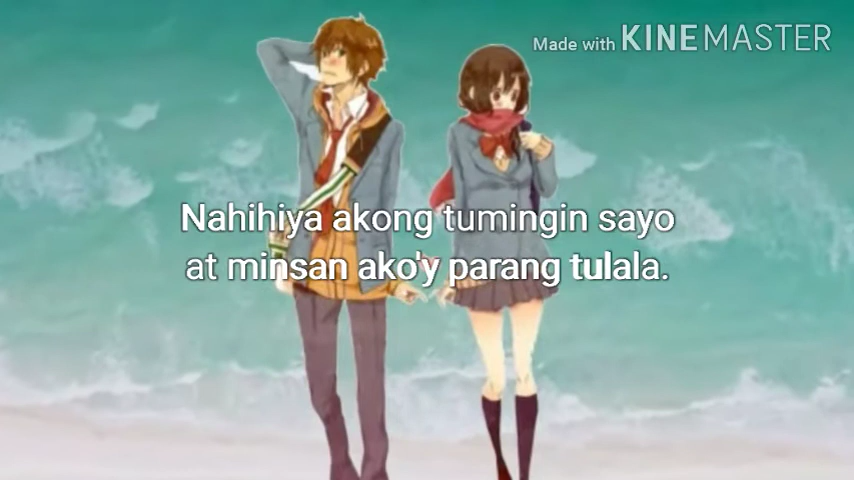 Made with KINEMASTER
Nahihiya akong tumingin sayo
at minsan ako'y parang tulala.